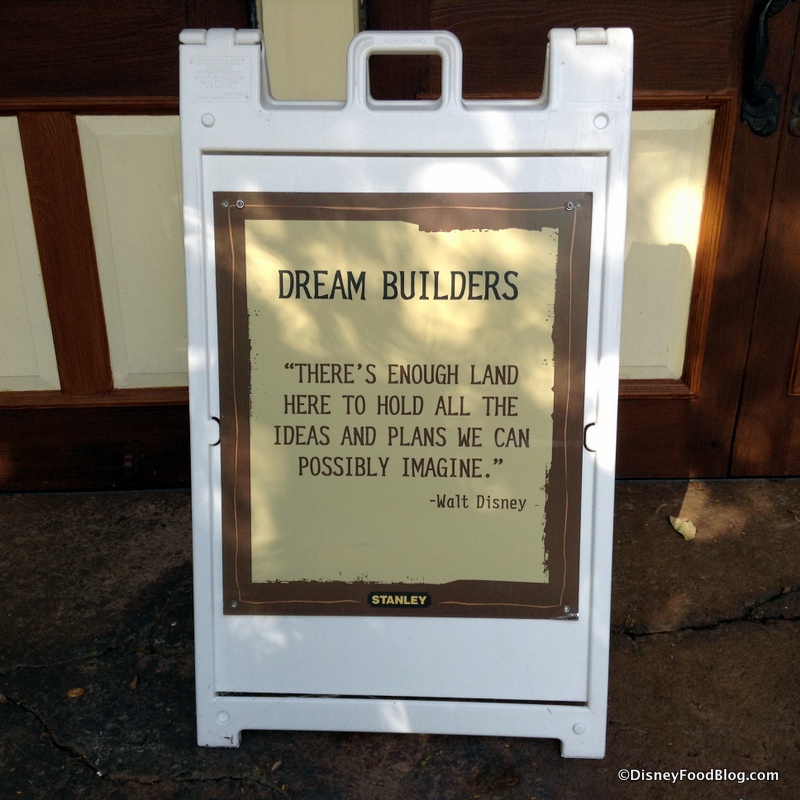 DREAM BUILDERS
“THERE’S ENOUGH LAND
HERE TO HOLD ALL THE
IDEAS AND PLANS WE CAN
POSSIBLY IMAGINE.”
-Walt Disney
STANLEY
©DisneyFoodBlog.com